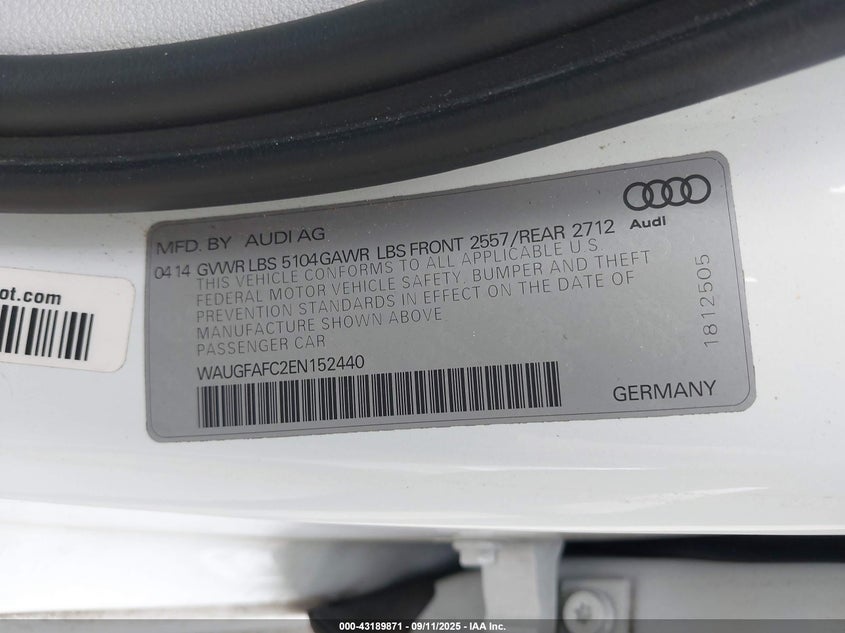 MFD. BY AUDI AG
Audi
04 14 GVWR LBS 5104 GAWR LBS FRONT 2557/REAR 2712
THIS VEHICLE CONFORMS TO ALL APPLICABLE U.S.
FEDERAL MOTOR VEHICLE SAFETY, BUMPER AND THEFT
PREVENTION STANDARDS IN EFFECT ON THE DATE OF
MANUFACTURE SHOWN ABOVE
PASSENGER CAR
WAUGFAFC2EN152440
GERMANY
1812505
ot.com
000-43189871 - 09/11/2025 - IAA Inc.